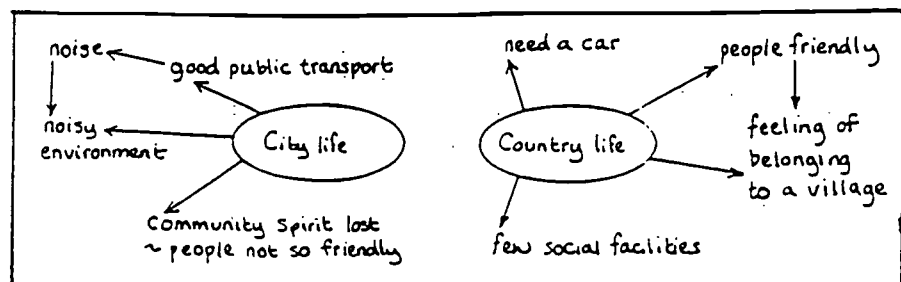 noise
good public transport
noisy
environment
City life
Community Spirit lost
~ people not so friendly
need a car
people friendly
Country life
feeling of
belonging
to a village
few social facilities